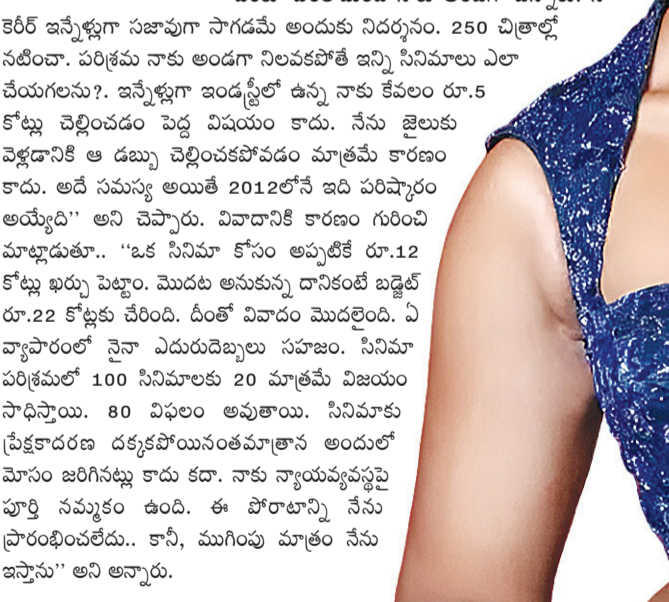 కెరీర్ ఇన్నేళ్లుగా సజావుగా సాగడమే అందుకు నిదర్శనం. 250 చిత్రాల్లో
నటించా. పరిశ్రమ నాకు అండగా నిలవకపోతే ఇన్ని సినిమాలు ఎలా
చేయగలను?. ఇన్నేళ్లుగా ఇండస్ట్రీలో ఉన్న నాకు కేవలం రూ.5
కోట్లు చెల్లించడం పెద్ద విషయం కాదు. నేను జైలుకు
వెళ్లడానికి ఆ డబ్బు చెల్లించకపోవడం మాత్రమే కారణం
కాదు. అదే సమస్య అయితే 2012లోనే ఇది పరిష్కారం
అయ్యేది’’ అని చెప్పారు. వివాదానికి కారణం గురించి
మాట్లాడుతూ.. ‘‘ఒక సినిమా కోసం అప్పటికే రూ.12
కోట్లు ఖర్చు పెట్టాం. మొదట అనుకున్న దానికంటే బడ్జెట్
రూ.22 కోట్లకు చేరింది. దీంతో వివాదం మొదలైంది. ఏ
వ్యాపారంలో నైనా ఎదురుదెబ్బలు సహజం. సినిమా
పరిశ్రమలో 100 సినిమాలకు 20 మాత్రమే విజయం
సాధిస్తాయి. 80 విఫలం అవుతాయి. సినిమాకు
ప్రేక్షకాదరణ దక్కకపోయినంతమాత్రాన అందులో
మోసం జరిగినట్లు కాదు కదా. నాకు న్యాయవ్యవస్థపై
పూర్తి నమ్మకం ఉంది. ఈ పోరాటాన్ని నేను
ప్రారంభించలేదు.. కానీ, ముగింపు మాత్రం నేను
ఇస్తాను’’ అని అన్నారు.